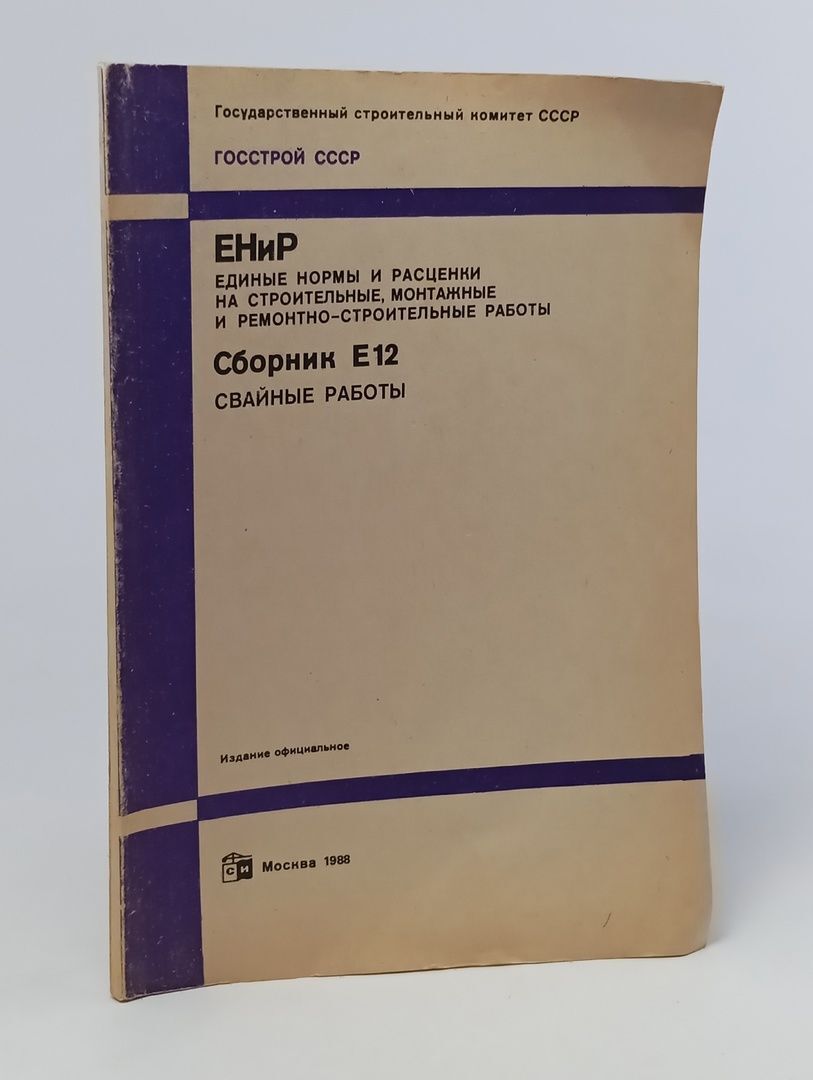 Государственный строительный комитет СССР
ГОССТРОЙ СССР
ЕНиР
ЕДИНЫЕ НОРМЫ И РАСЦЕНКИ
НА СТРОИТЕЛЬНЫЕ, МОНТАЖНЫЕ
И РЕМОНТНО-СТРОИТЕЛЬНЫЕ РАБОТЫ
Сборник Е12
СВАЙНЫЕ РАБОТЫ
Издание официальное
СИ Москва 1988